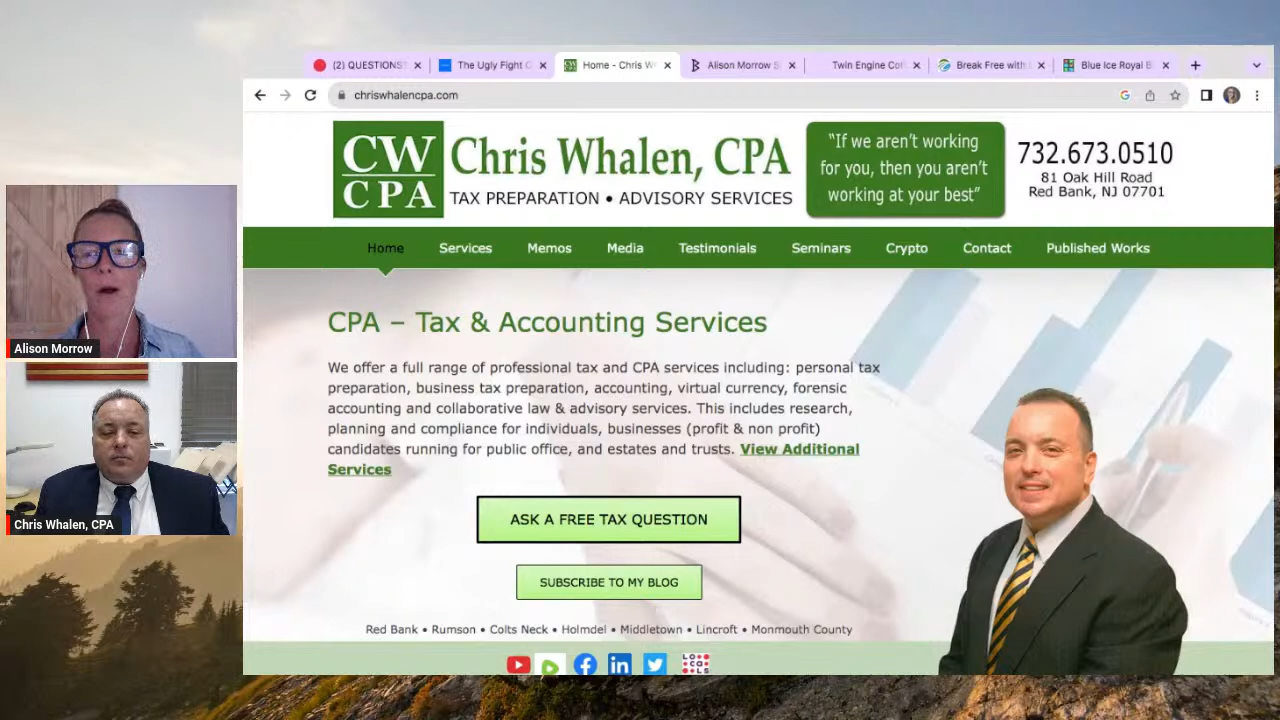 (2) QUESTIONS
The Ugly Fight
Home - Chris W
Alison Morrow S
Twin Engine Cof
Break Free with
Blue Ice Royal B
chriswhalencpa.com
CW
CPA
Chris Whalen, CPA
TAX PREPARATION • ADVISORY SERVICES
“If we aren’t working
for you, then you aren’t
working at your best”
732.673.0510
81 Oak Hill Road
Red Bank, NJ 07701
Home
Services
Memos
Media
Testimonials
Seminars
Crypto
Contact
Published Works
CPA – Tax & Accounting Services
We offer a full range of professional tax and CPA services including: personal tax
preparation, business tax preparation, accounting, virtual currency, forensic
accounting and collaborative law & advisory services. This includes research,
planning and compliance for individuals, businesses (profit & non profit)
candidates running for public office, and estates and trusts. View Additional
Services
ASK A FREE TAX QUESTION
SUBSCRIBE TO MY BLOG
Red Bank • Rumson • Colts Neck • Holmdel • Middletown • Lincroft • Monmouth County
LOCALS
Alison Morrow
Chris Whalen, CPA